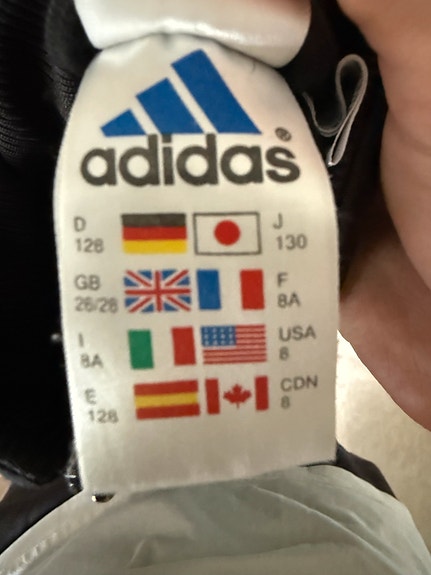 adidas®
D 128 J 130
GB 26/28 F 8A
I 8A USA 8
E 128 CDN 8